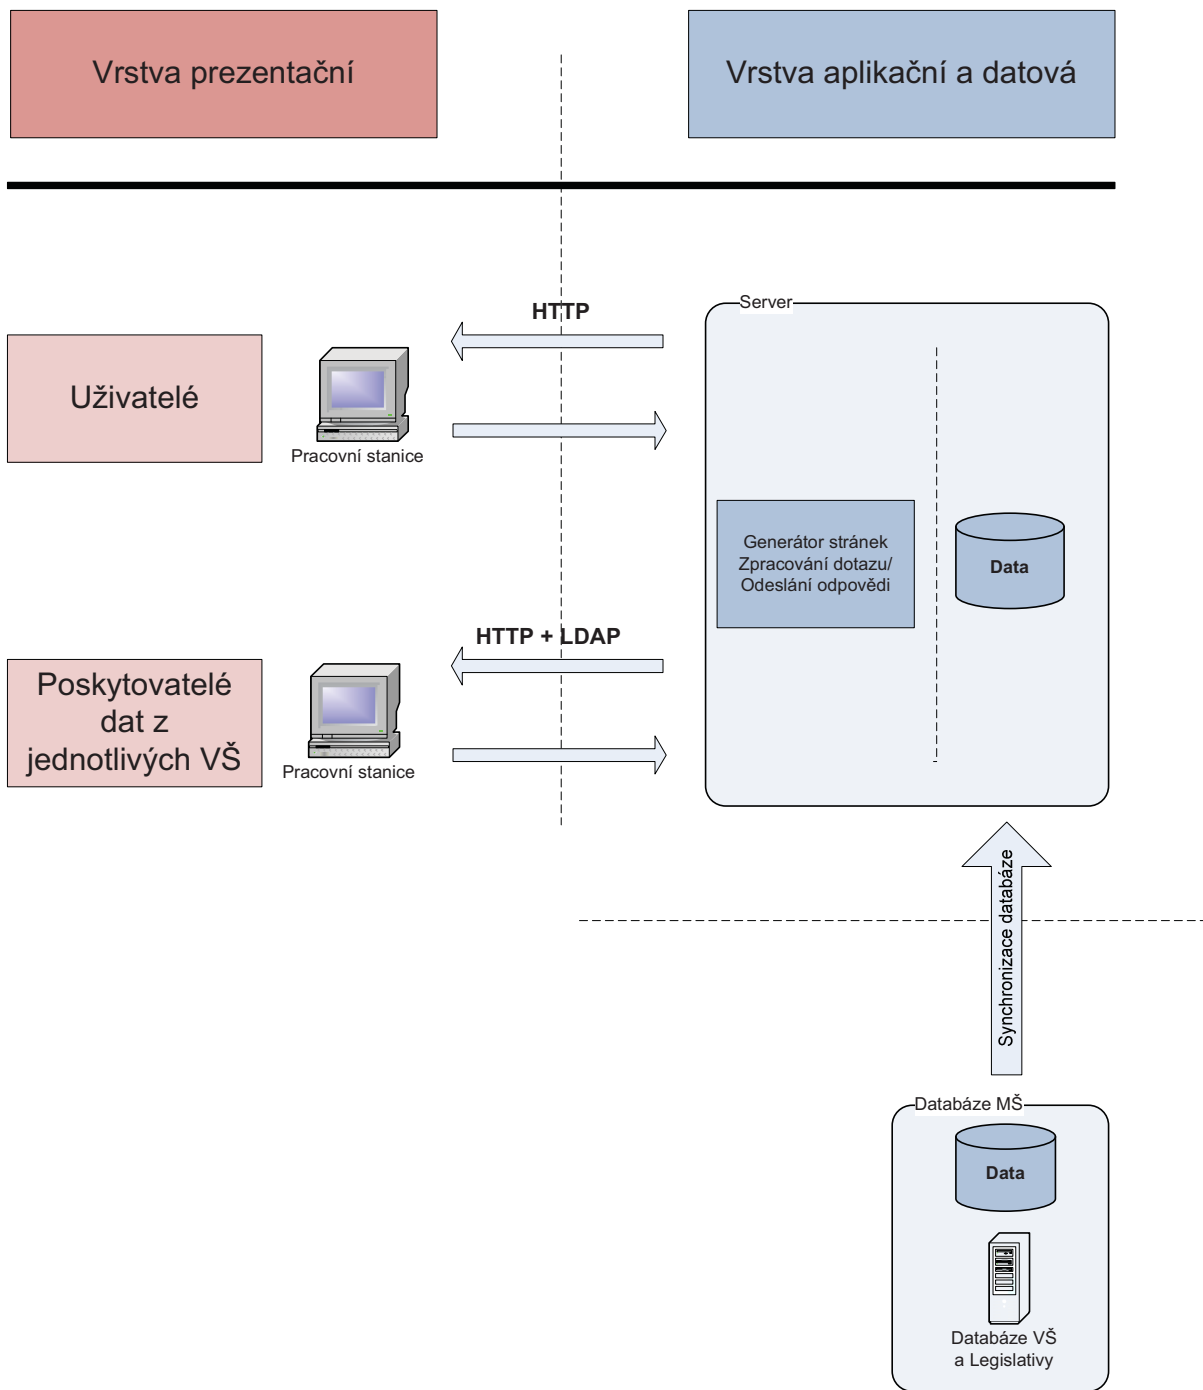 Vrstva prezentační
Vrstva aplikační a datová
HTTP
Server
Uživatelé
Pracovní stanice
Generátor stránek
Zpracování dotazu/
Odeslání odpovědi
Data
HTTP + LDAP
Poskytovatelé
dat z
jednotlivých VŠ
Pracovní stanice
Synchronizace databáze
Databáze MŠ
Data
Databáze VŠ
a Legislativy